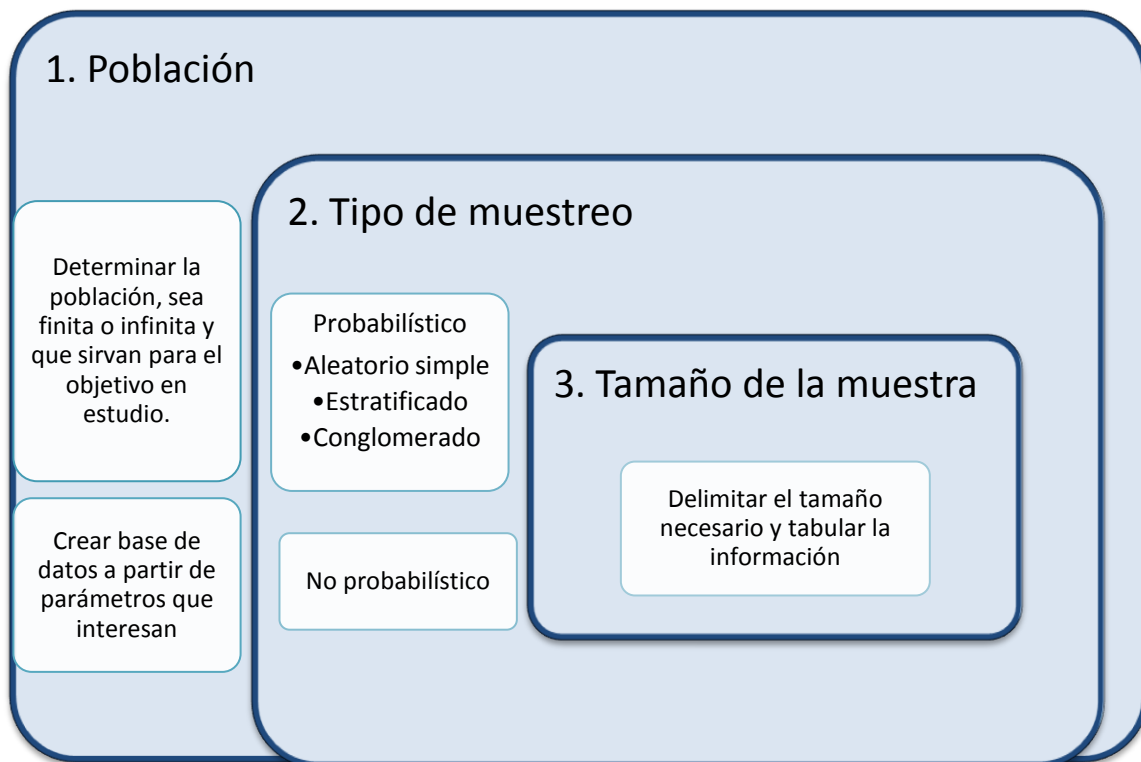 1. Población
Determinar la
población, sea
finita o infinita y
que sirvan para el
objetivo en
estudio.
Crear base de
datos a partir de
parámetros que
interesan
2. Tipo de muestreo
Probabilístico
•Aleatorio simple
•Estratificado
•Conglomerado
No probabilístico
3. Tamaño de la muestra
Delimitar el tamaño
necesario y tabular la
información